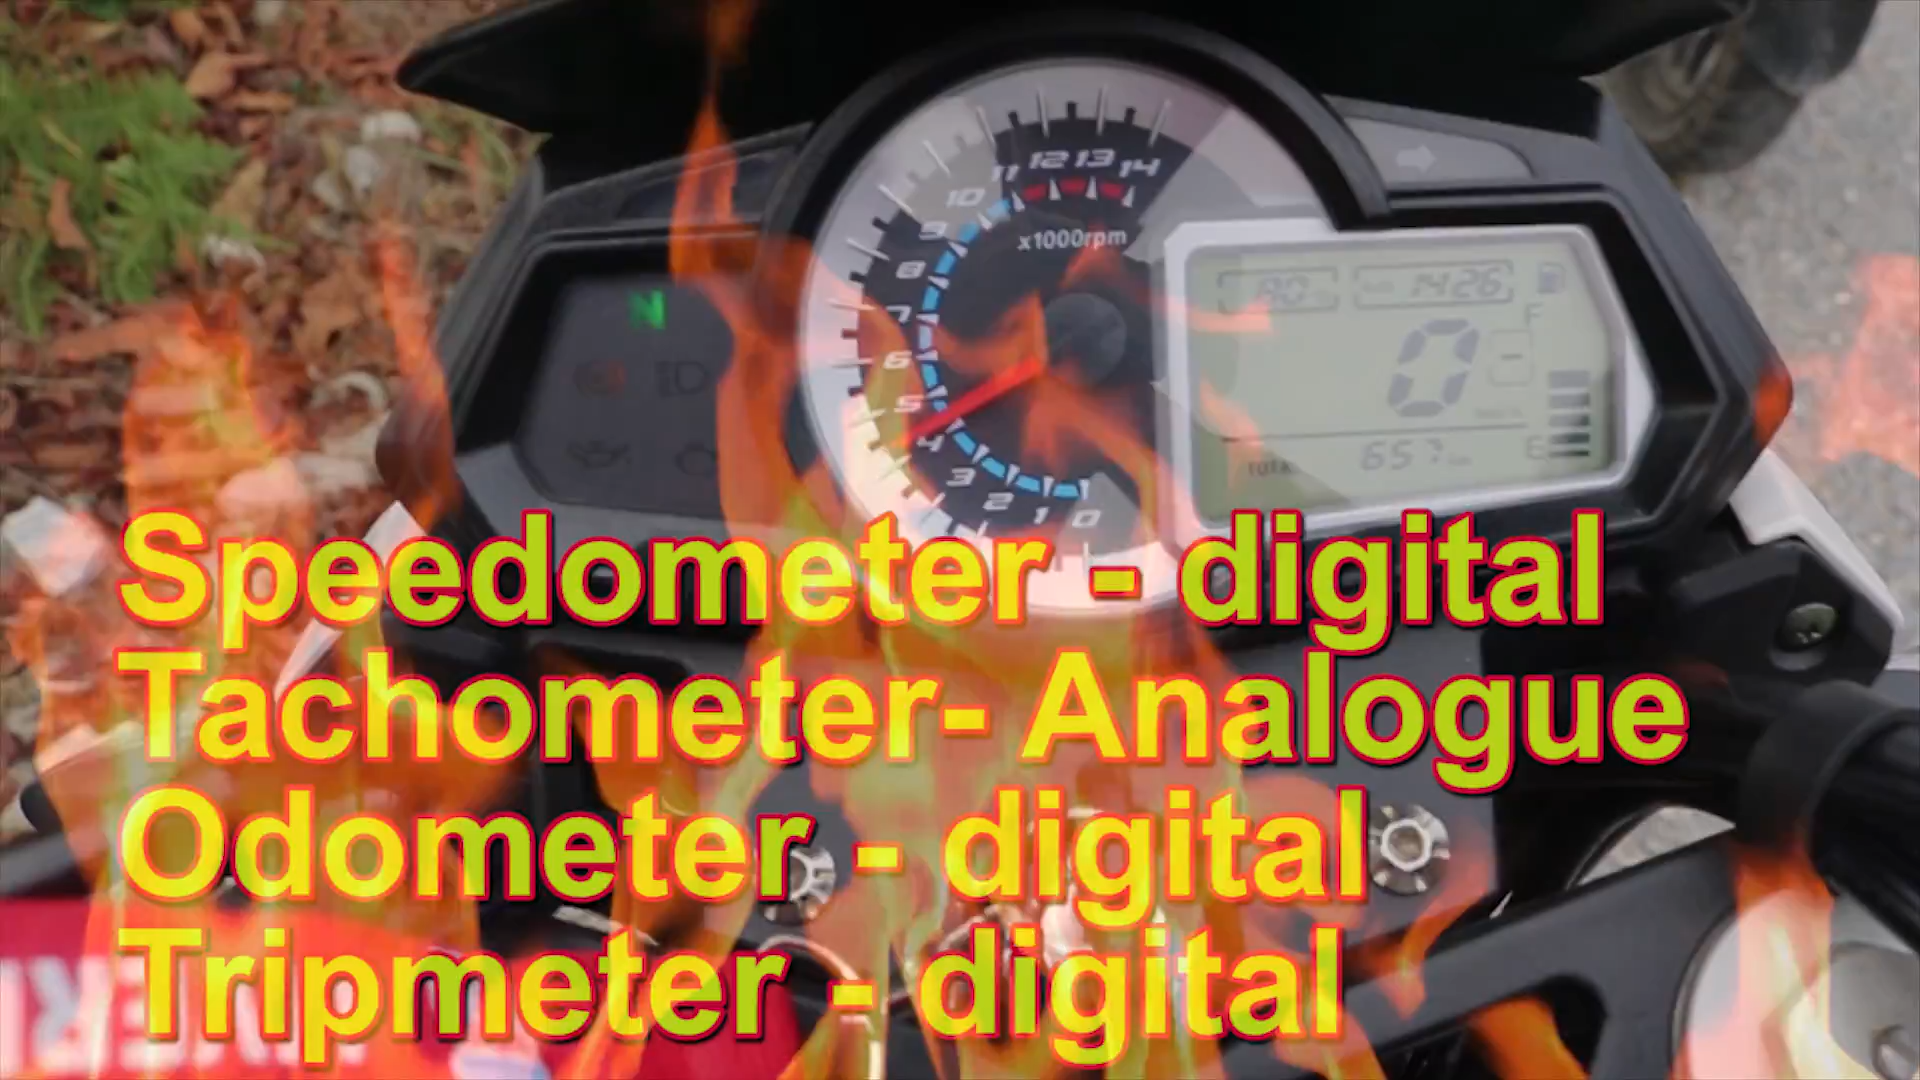 11 12 13 14
10
9
x1000rpm
8
7
6
5
4
3
2
1
0
N
1426
F
0
-
E
657
Speedometer - digital
Tachometer- Analogue
Odometer - digital
Tripmeter - digital